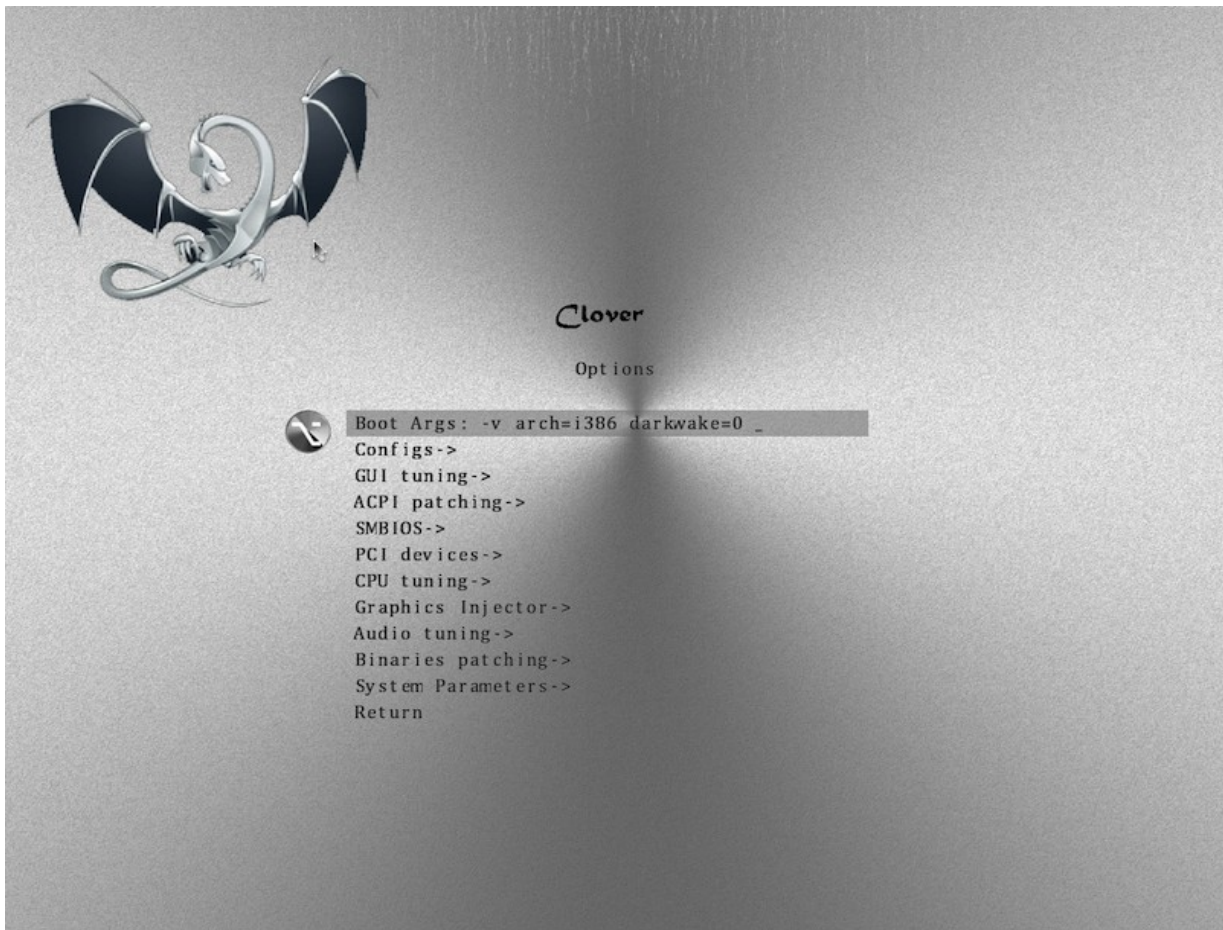 Clover
Options
Boot Args: -v arch=i386 darkwake=0 _
Configs->
GUI tuning->
ACPI patching->
SMBIOS->
PCI devices->
CPU tuning->
Graphics Injector->
Audio tuning->
Binaries patching->
System Parameters->
Return